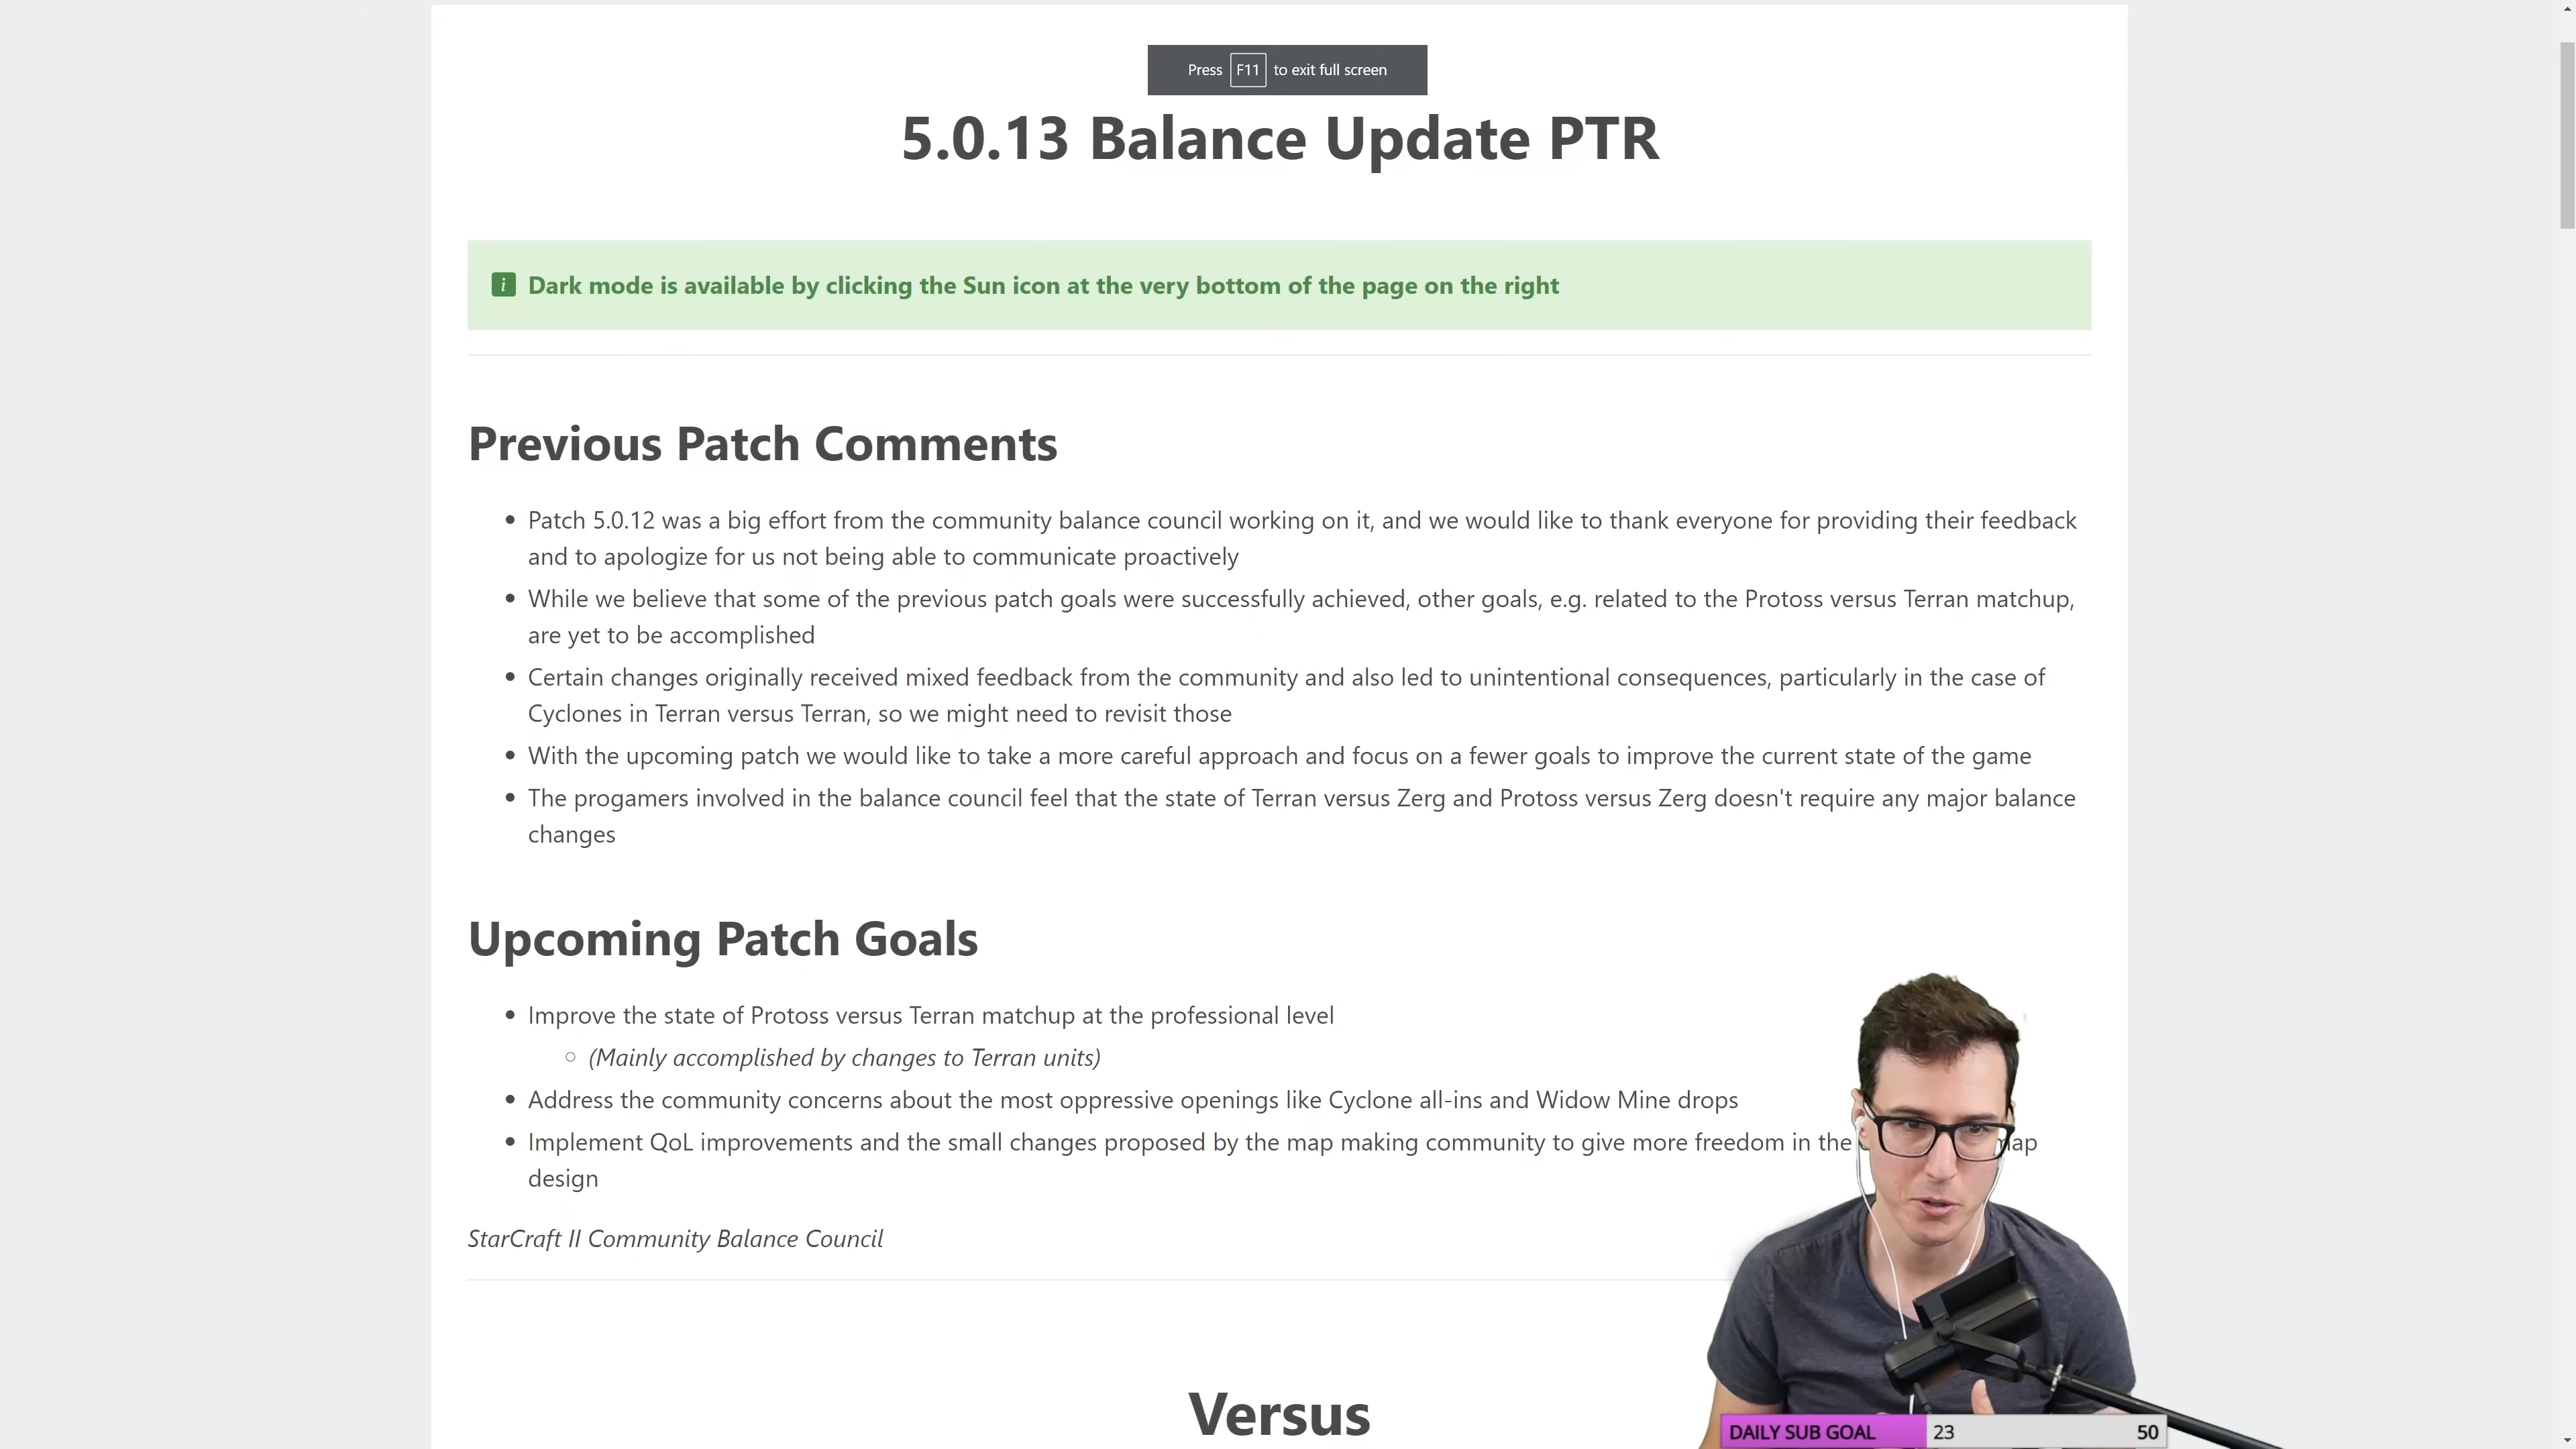 Press F11 to exit full screen
5.0.13 Balance Update PTR
i Dark mode is available by clicking the Sun icon at the very bottom of the page on the right
Previous Patch Comments
• Patch 5.0.12 was a big effort from the community balance council working on it, and we would like to thank everyone for providing their feedback
and to apologize for us not being able to communicate proactively
• While we believe that some of the previous patch goals were successfully achieved, other goals, e.g. related to the Protoss versus Terran matchup,
are yet to be accomplished
• Certain changes originally received mixed feedback from the community and also led to unintentional consequences, particularly in the case of
Cyclones in Terran versus Terran, so we might need to revisit those
• With the upcoming patch we would like to take a more careful approach and focus on a fewer goals to improve the current state of the game
• The progamers involved in the balance council feel that the state of Terran versus Zerg and Protoss versus Zerg doesn't require any major balance
changes
Upcoming Patch Goals
• Improve the state of Protoss versus Terran matchup at the professional level
○ (Mainly accomplished by changes to Terran units)
• Address the community concerns about the most oppressive openings like Cyclone all-ins and Widow Mine drops
• Implement QoL improvements and the small changes proposed by the map making community to give more freedom in the map
design
StarCraft II Community Balance Council
Versus
DAILY SUB GOAL 23 50